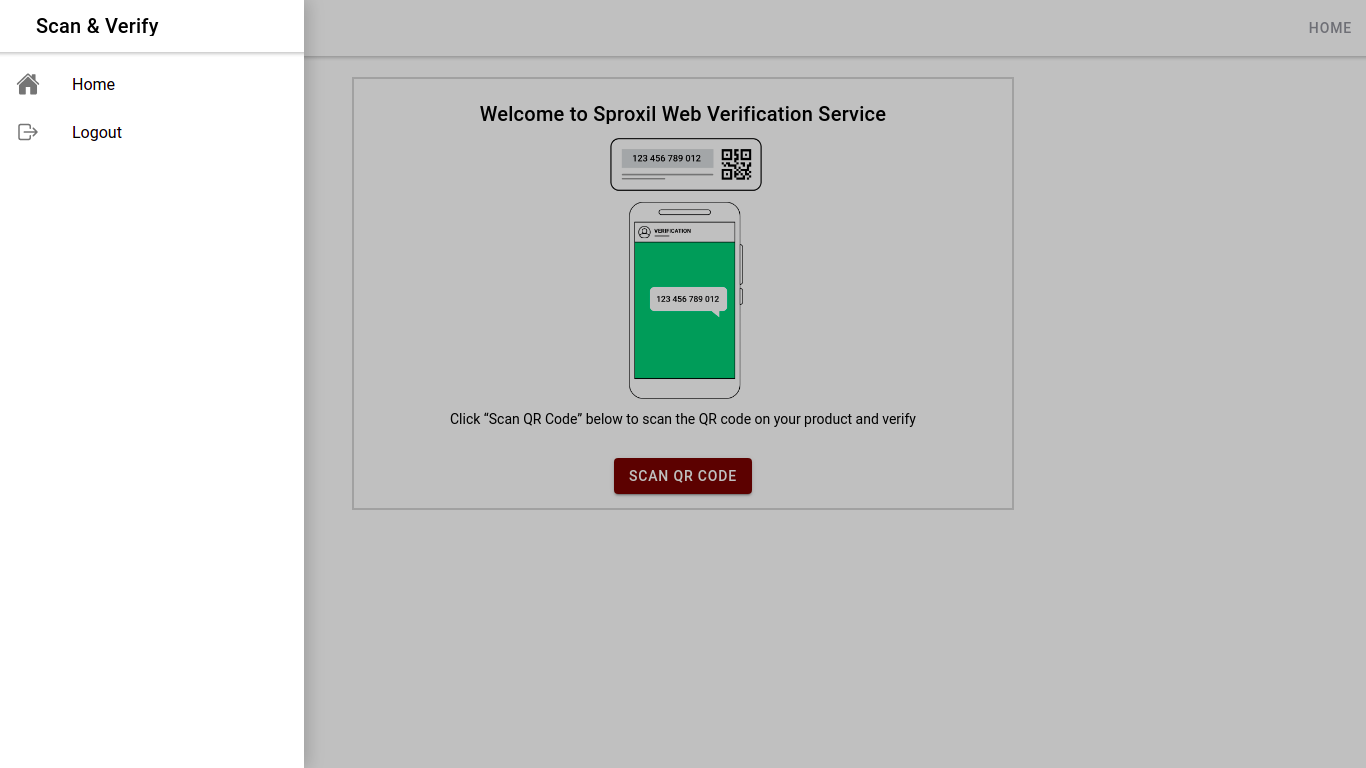 Scan & Verify
Home
Logout
HOME
Welcome to Sproxil Web Verification Service
123 456 789 012
VERIFICATION
123 456 789 012
Click “Scan QR Code” below to scan the QR code on your product and verify
SCAN QR CODE